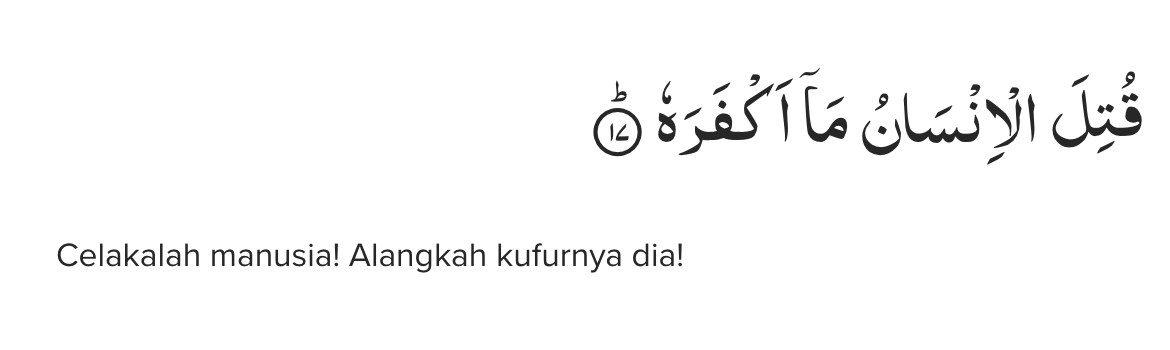 قُتِلَ الْاِنْسَانُ مَآ اَكْفَرَهٗۗ ١٧
Celakalah manusia! Alangkah kufurnya dia!